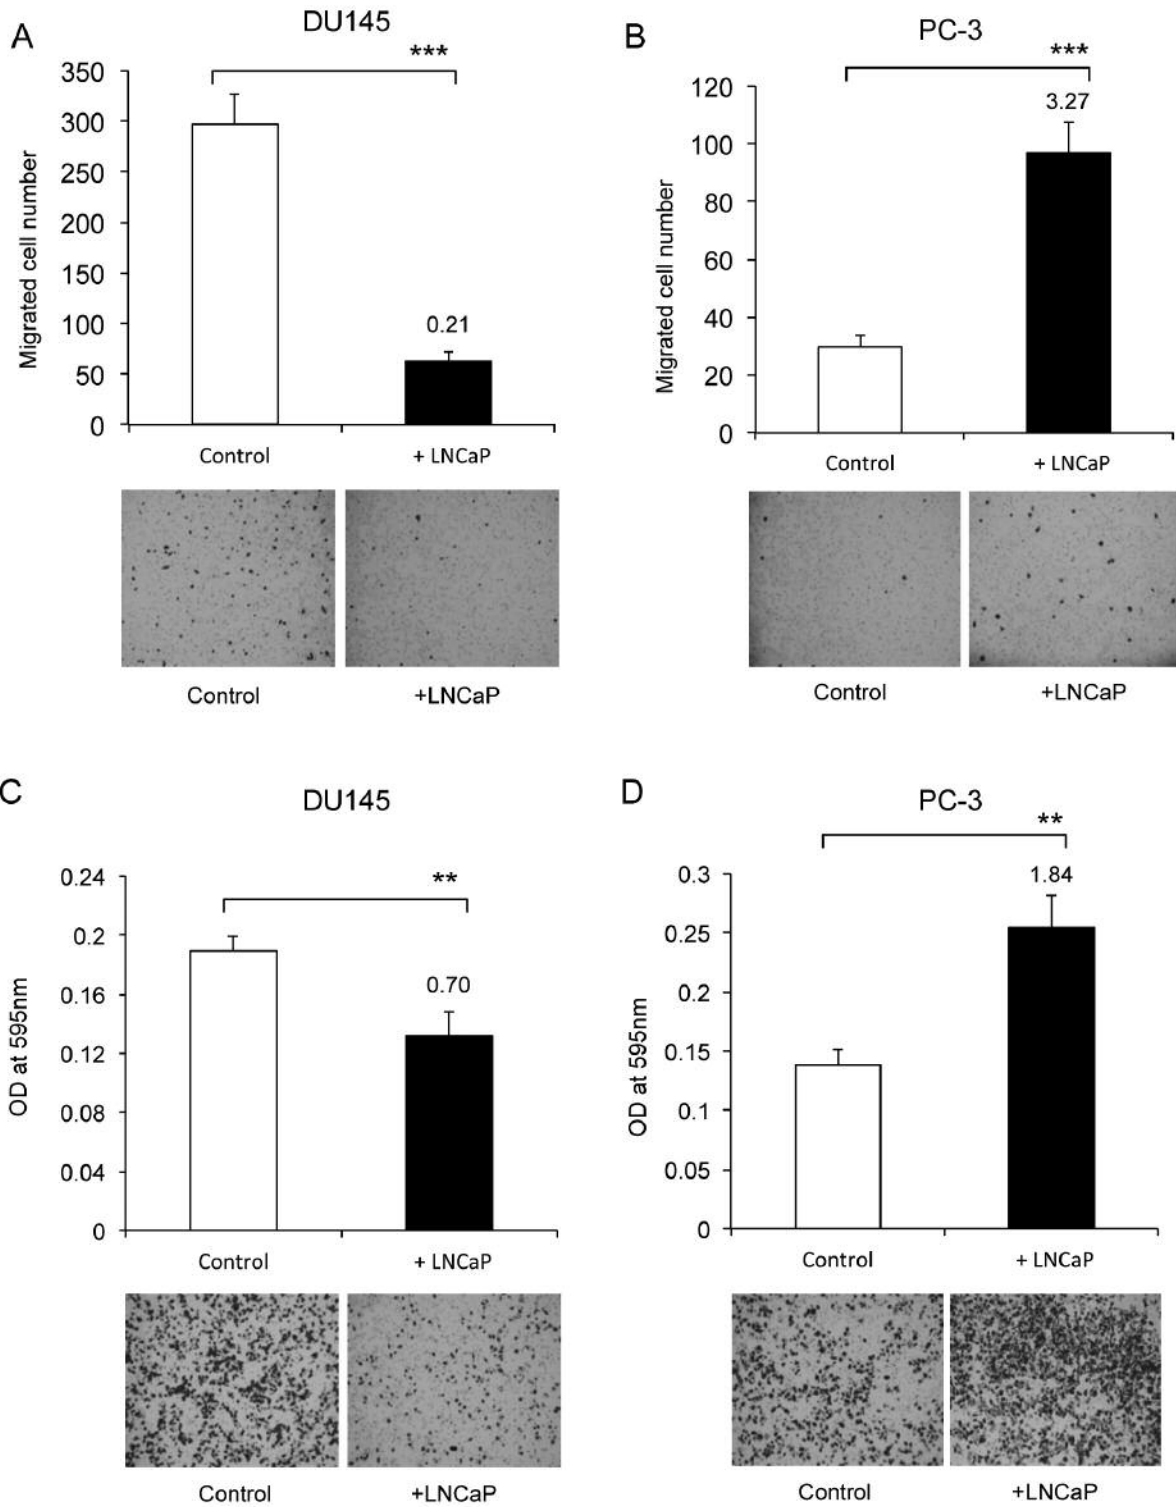 A
DU145
***
350
300
250
200
150
100
50
0
Migrated cell number
0.21
Control
+ LNCaP
Control
+LNCaP
B
PC-3
***
3.27
120
100
80
60
40
20
0
Migrated cell number
Control
+ LNCaP
Control
+LNCaP
C
DU145
**
0.24
0.2
0.16
0.12
0.08
0.04
0
OD at 595nm
0.70
Control
+ LNCaP
Control
+LNCaP
D
PC-3
**
1.84
0.3
0.25
0.2
0.15
0.1
0.05
0
OD at 595nm
Control
+ LNCaP
Control
+LNCaP